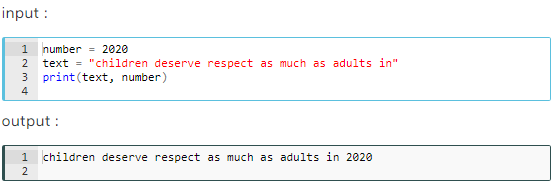 input :
1 number = 2020
2 text = "children deserve respect as much as adults in"
3 print(text, number)
4
output :
1 children deserve respect as much as adults in 2020
2